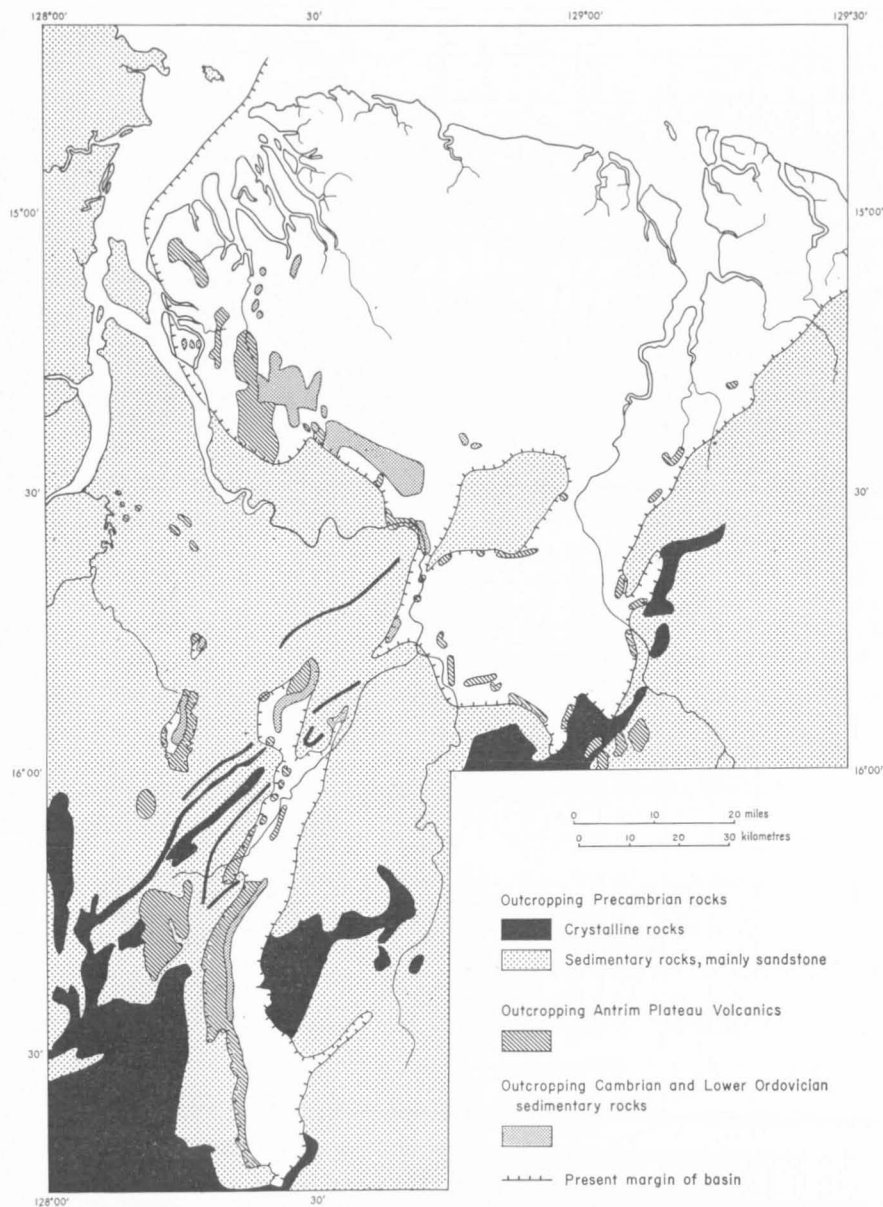 128°00'
30'
129°00'
129°30'
15°00'
15°00'
30'
30'
16°00'
16°00'
0 10 20 miles
0 10 20 30 kilometres
Outcropping Precambrian rocks
Crystalline rocks
Sedimentary rocks, mainly sandstone
Outcropping Antrim Plateau Volcanics
Outcropping Cambrian and Lower Ordovician
sedimentary rocks
Present margin of basin
30'
128°00'
30'